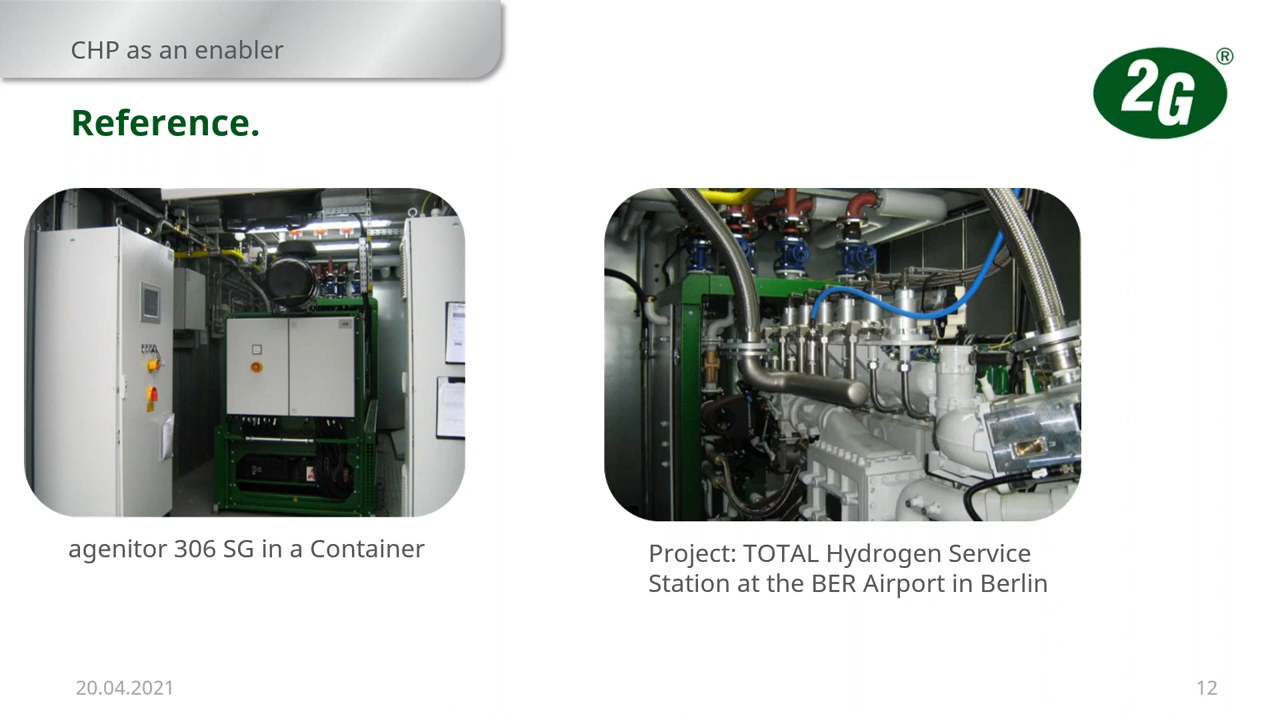 CHP as an enabler
2G®
Reference.
agenitor 306 SG in a Container
Project: TOTAL Hydrogen Service
Station at the BER Airport in Berlin
20.04.2021
12